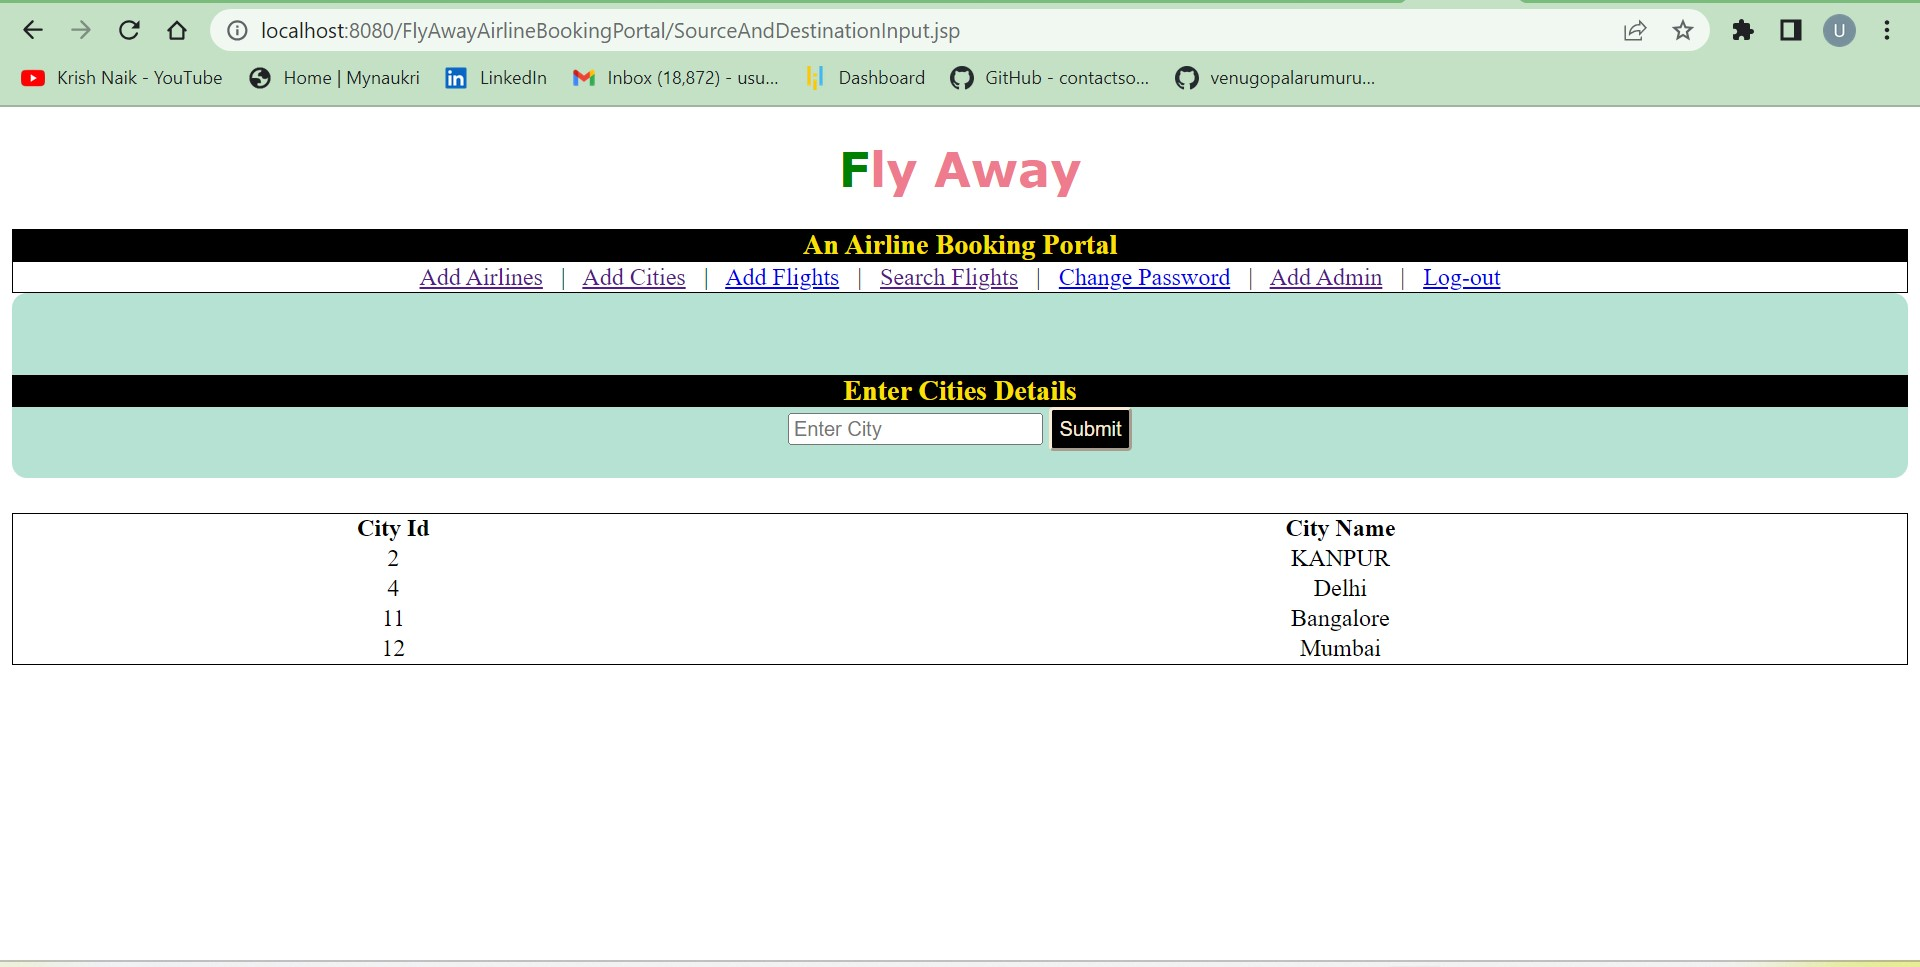 localhost:8080/FlyAwayAirlineBookingPortal/SourceAndDestinationInput.jsp
U
Krish Naik - YouTube Home | Mynaukri LinkedIn Inbox (18,872) - usu... Dashboard GitHub - contactso... venugopalarumuru...
Fly Away
An Airline Booking Portal
Add Airlines | Add Cities | Add Flights | Search Flights | Change Password | Add Admin | Log-out
Enter Cities Details
Enter City Submit
City Id City Name
2 KANPUR
4 Delhi
11 Bangalore
12 Mumbai